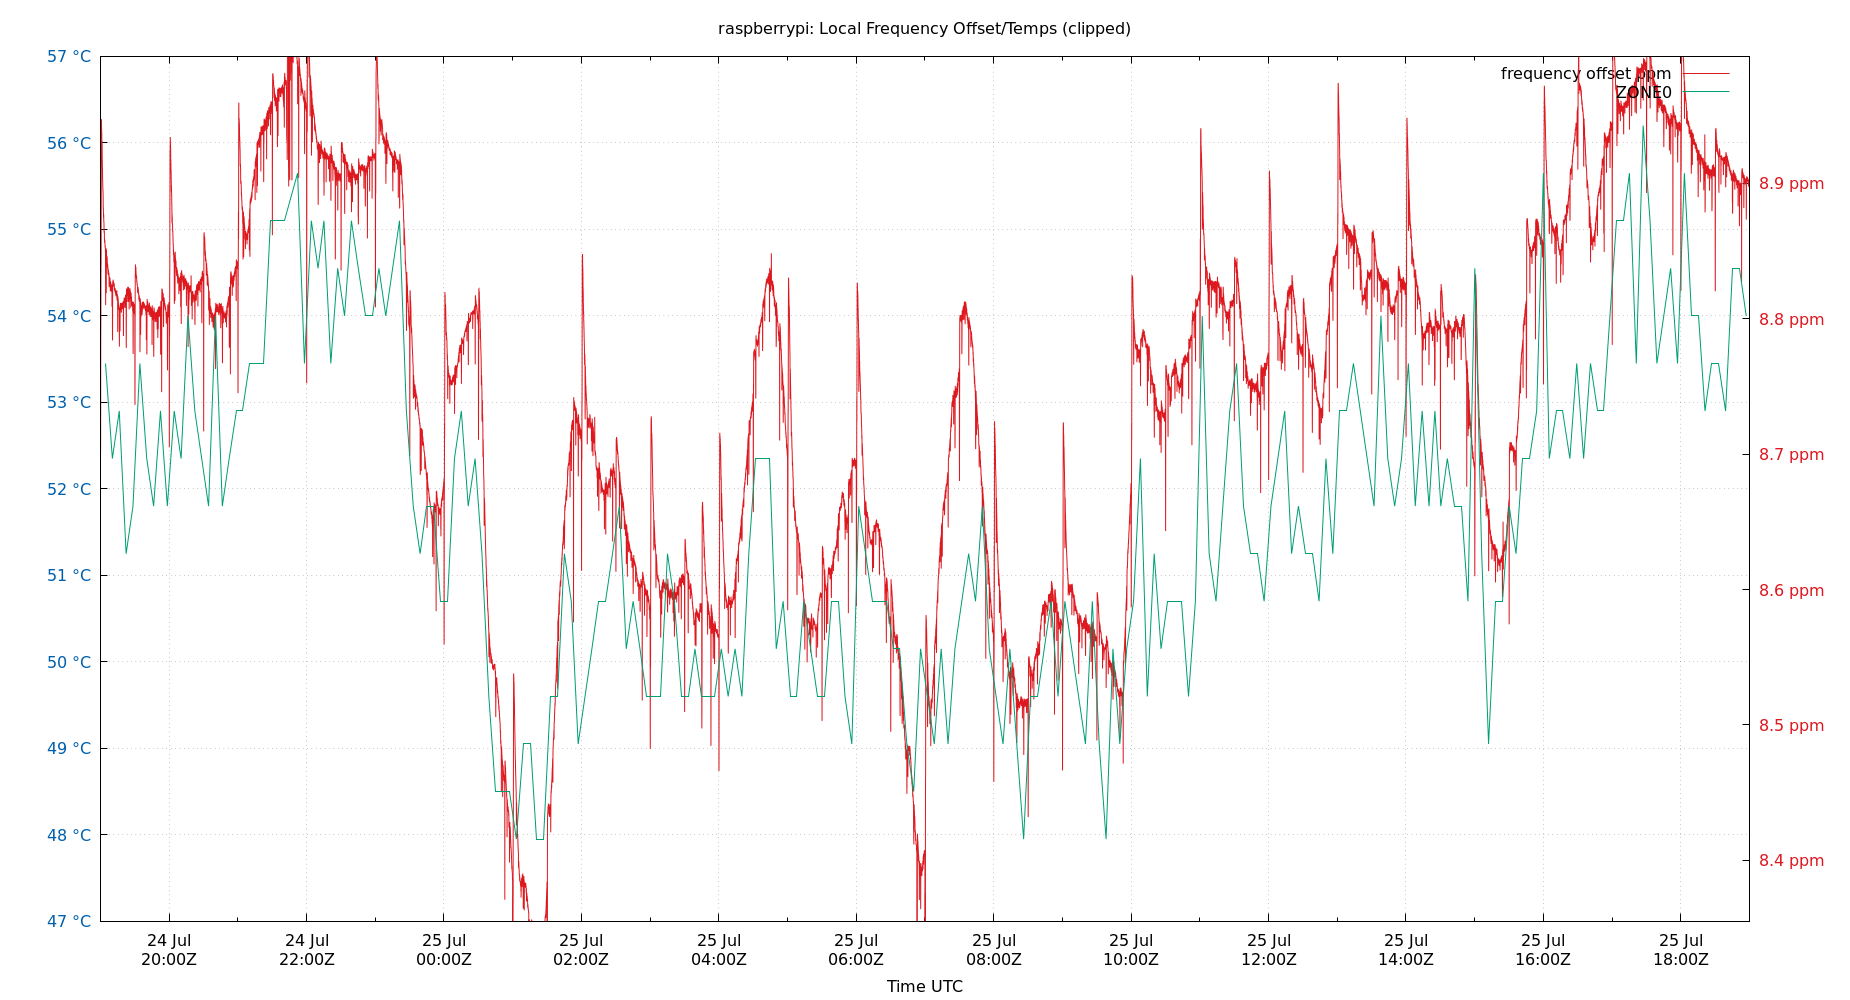 raspberrypi: Local Frequency Offset/Temps (clipped)
57 °C
56 °C
55 °C
54 °C
53 °C
52 °C
51 °C
50 °C
49 °C
48 °C
47 °C
frequency offset ppm
ZONE0
8.9 ppm
8.8 ppm
8.7 ppm
8.6 ppm
8.5 ppm
8.4 ppm
24 Jul 24 Jul 25 Jul 25 Jul 25 Jul 25 Jul 25 Jul 25 Jul 25 Jul 25 Jul 25 Jul 25 Jul
20:00Z 22:00Z 00:00Z 02:00Z 04:00Z 06:00Z 08:00Z 10:00Z 12:00Z 14:00Z 16:00Z 18:00Z
Time UTC